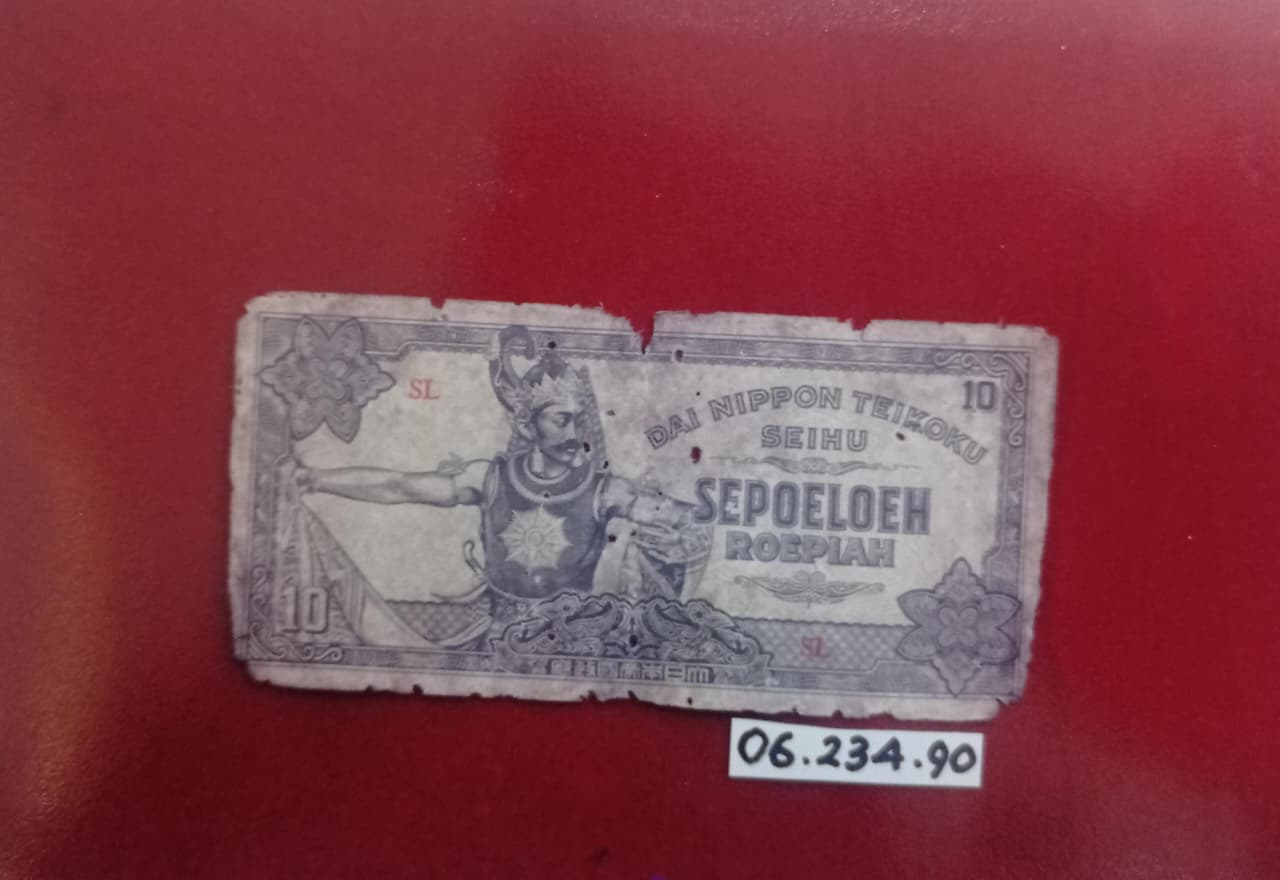 SL
10
DAI NIPPON TEIKOKU
SEIHU
SEPOELOEH
ROEPIAH
10
SL
06.234.90